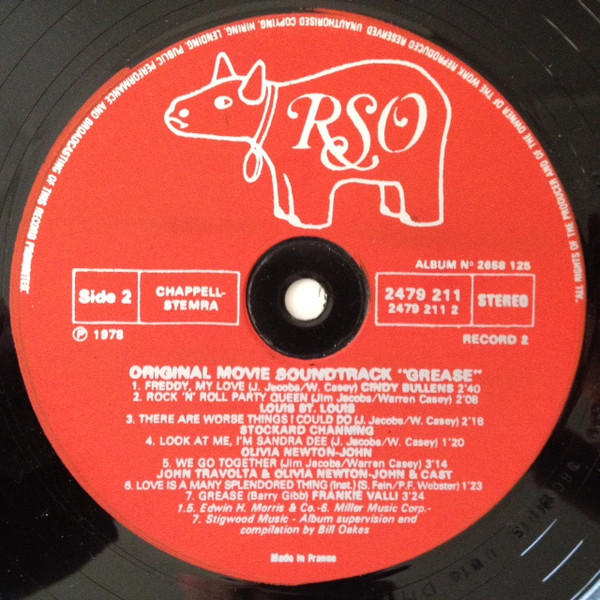 "ALL RIGHTS OF THE PRODUCER AND OF THE OWNER OF THE WORK REPRODUCED RESERVED UNAUTHORISED COPYING, HIRING, LENDING, PUBLIC PERFORMANCE AND BROADCASTING OF THIS RECORD PROHIBITED."
RSO
ALBUM Nº 2658 125
Side 2
CHAPPELL-
STEMRA
2479 211
2479 211 2
STEREO
℗ 1978
RECORD 2
ORIGINAL MOVIE SOUNDTRACK "GREASE"
1. FREDDY, MY LOVE (J. Jacobs/W. Casey) CINDY BULLENS 2'40
2. ROCK 'N' ROLL PARTY QUEEN (Jim Jacobs/Warren Casey) 2'08
LOUIS ST. LOUIS
3. THERE ARE WORSE THINGS I COULD DO (J. Jacobs/W. Casey) 2'18
STOCKARD CHANNING
4. LOOK AT ME, I'M SANDRA DEE (J. Jacobs/W. Casey) 1'20
OLIVIA NEWTON-JOHN
5. WE GO TOGETHER (Jim Jacobs/Warren Casey) 3'14
JOHN TRAVOLTA & OLIVIA NEWTON-JOHN & CAST
6. LOVE IS A MANY SPLENDORED THING (Inst.) (S. Fain/P.F. Webster) 1'23
7. GREASE (Barry Gibb) FRANKIE VALLI 3'24
1.5. Edwin H. Morris & Co.-6. Miller Music Corp.-
7. Stigwood Music - Album supervision and
compilation by Bill Oakes
Made in France